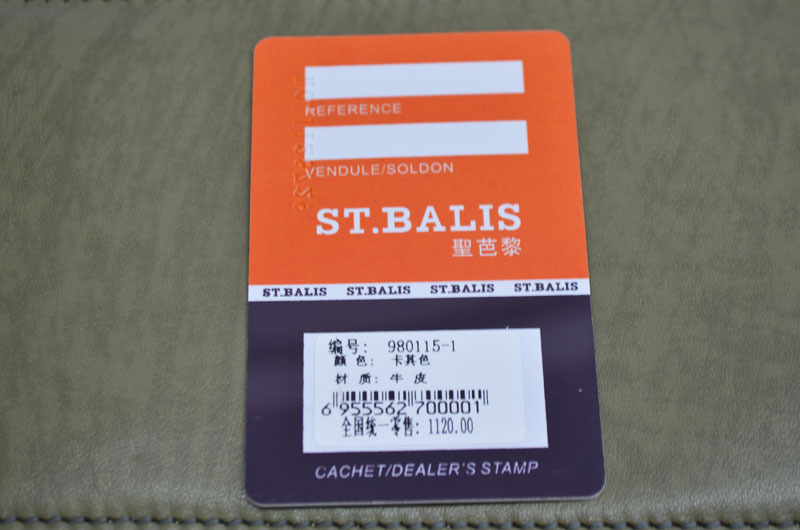 REFERENCE
VENDULE/SOLDON
ST.BALIS
聖芭黎
ST.BALIS ST.BALIS ST.BALIS ST.BALIS
编号: 980115-1
颜 色: 卡其色
材 质: 牛 皮
6 955562 700001
全国统一零售: 1120.00
CACHET/DEALER'S STAMP